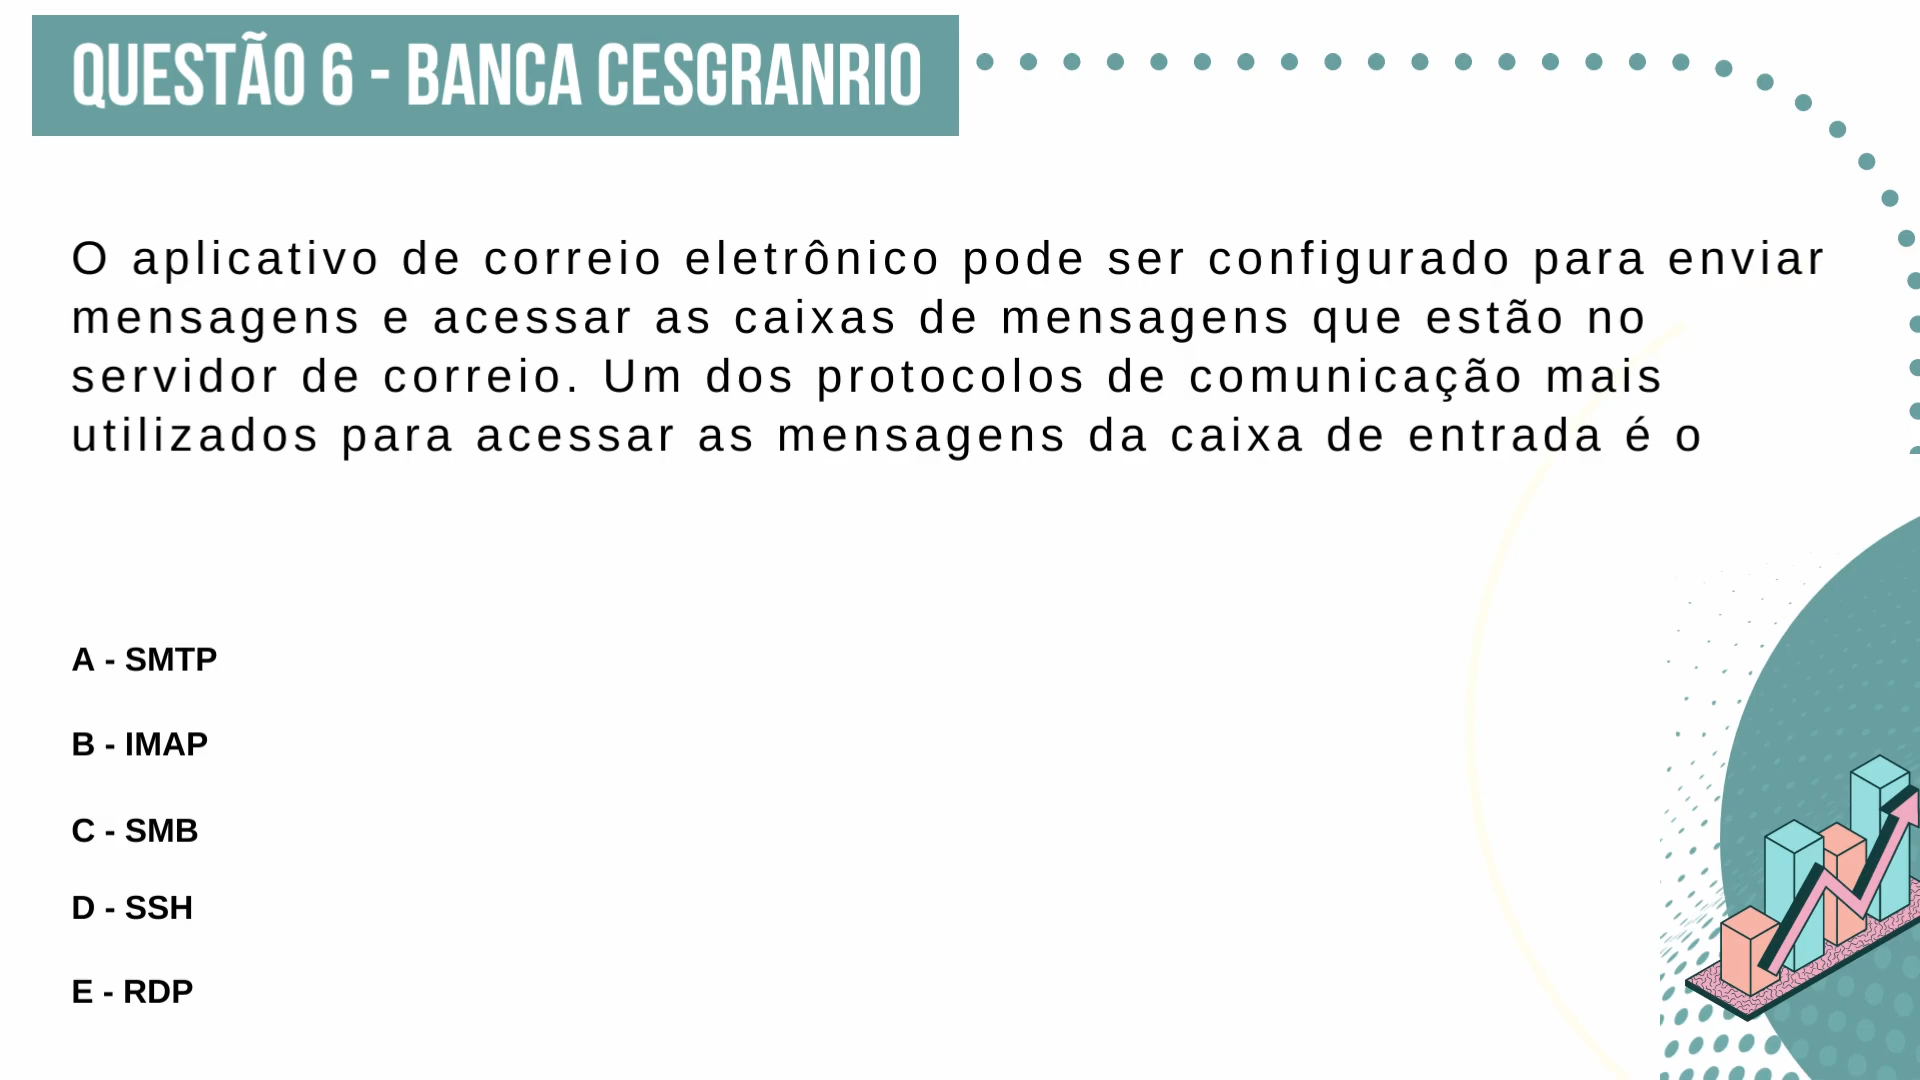 QUESTÃO 6 - BANCA CESGRANRIO
O aplicativo de correio eletrônico pode ser configurado para enviar
mensagens e acessar as caixas de mensagens que estão no
servidor de correio. Um dos protocolos de comunicação mais
utilizados para acessar as mensagens da caixa de entrada é o
A - SMTP
B - IMAP
C - SMB
D - SSH
E - RDP